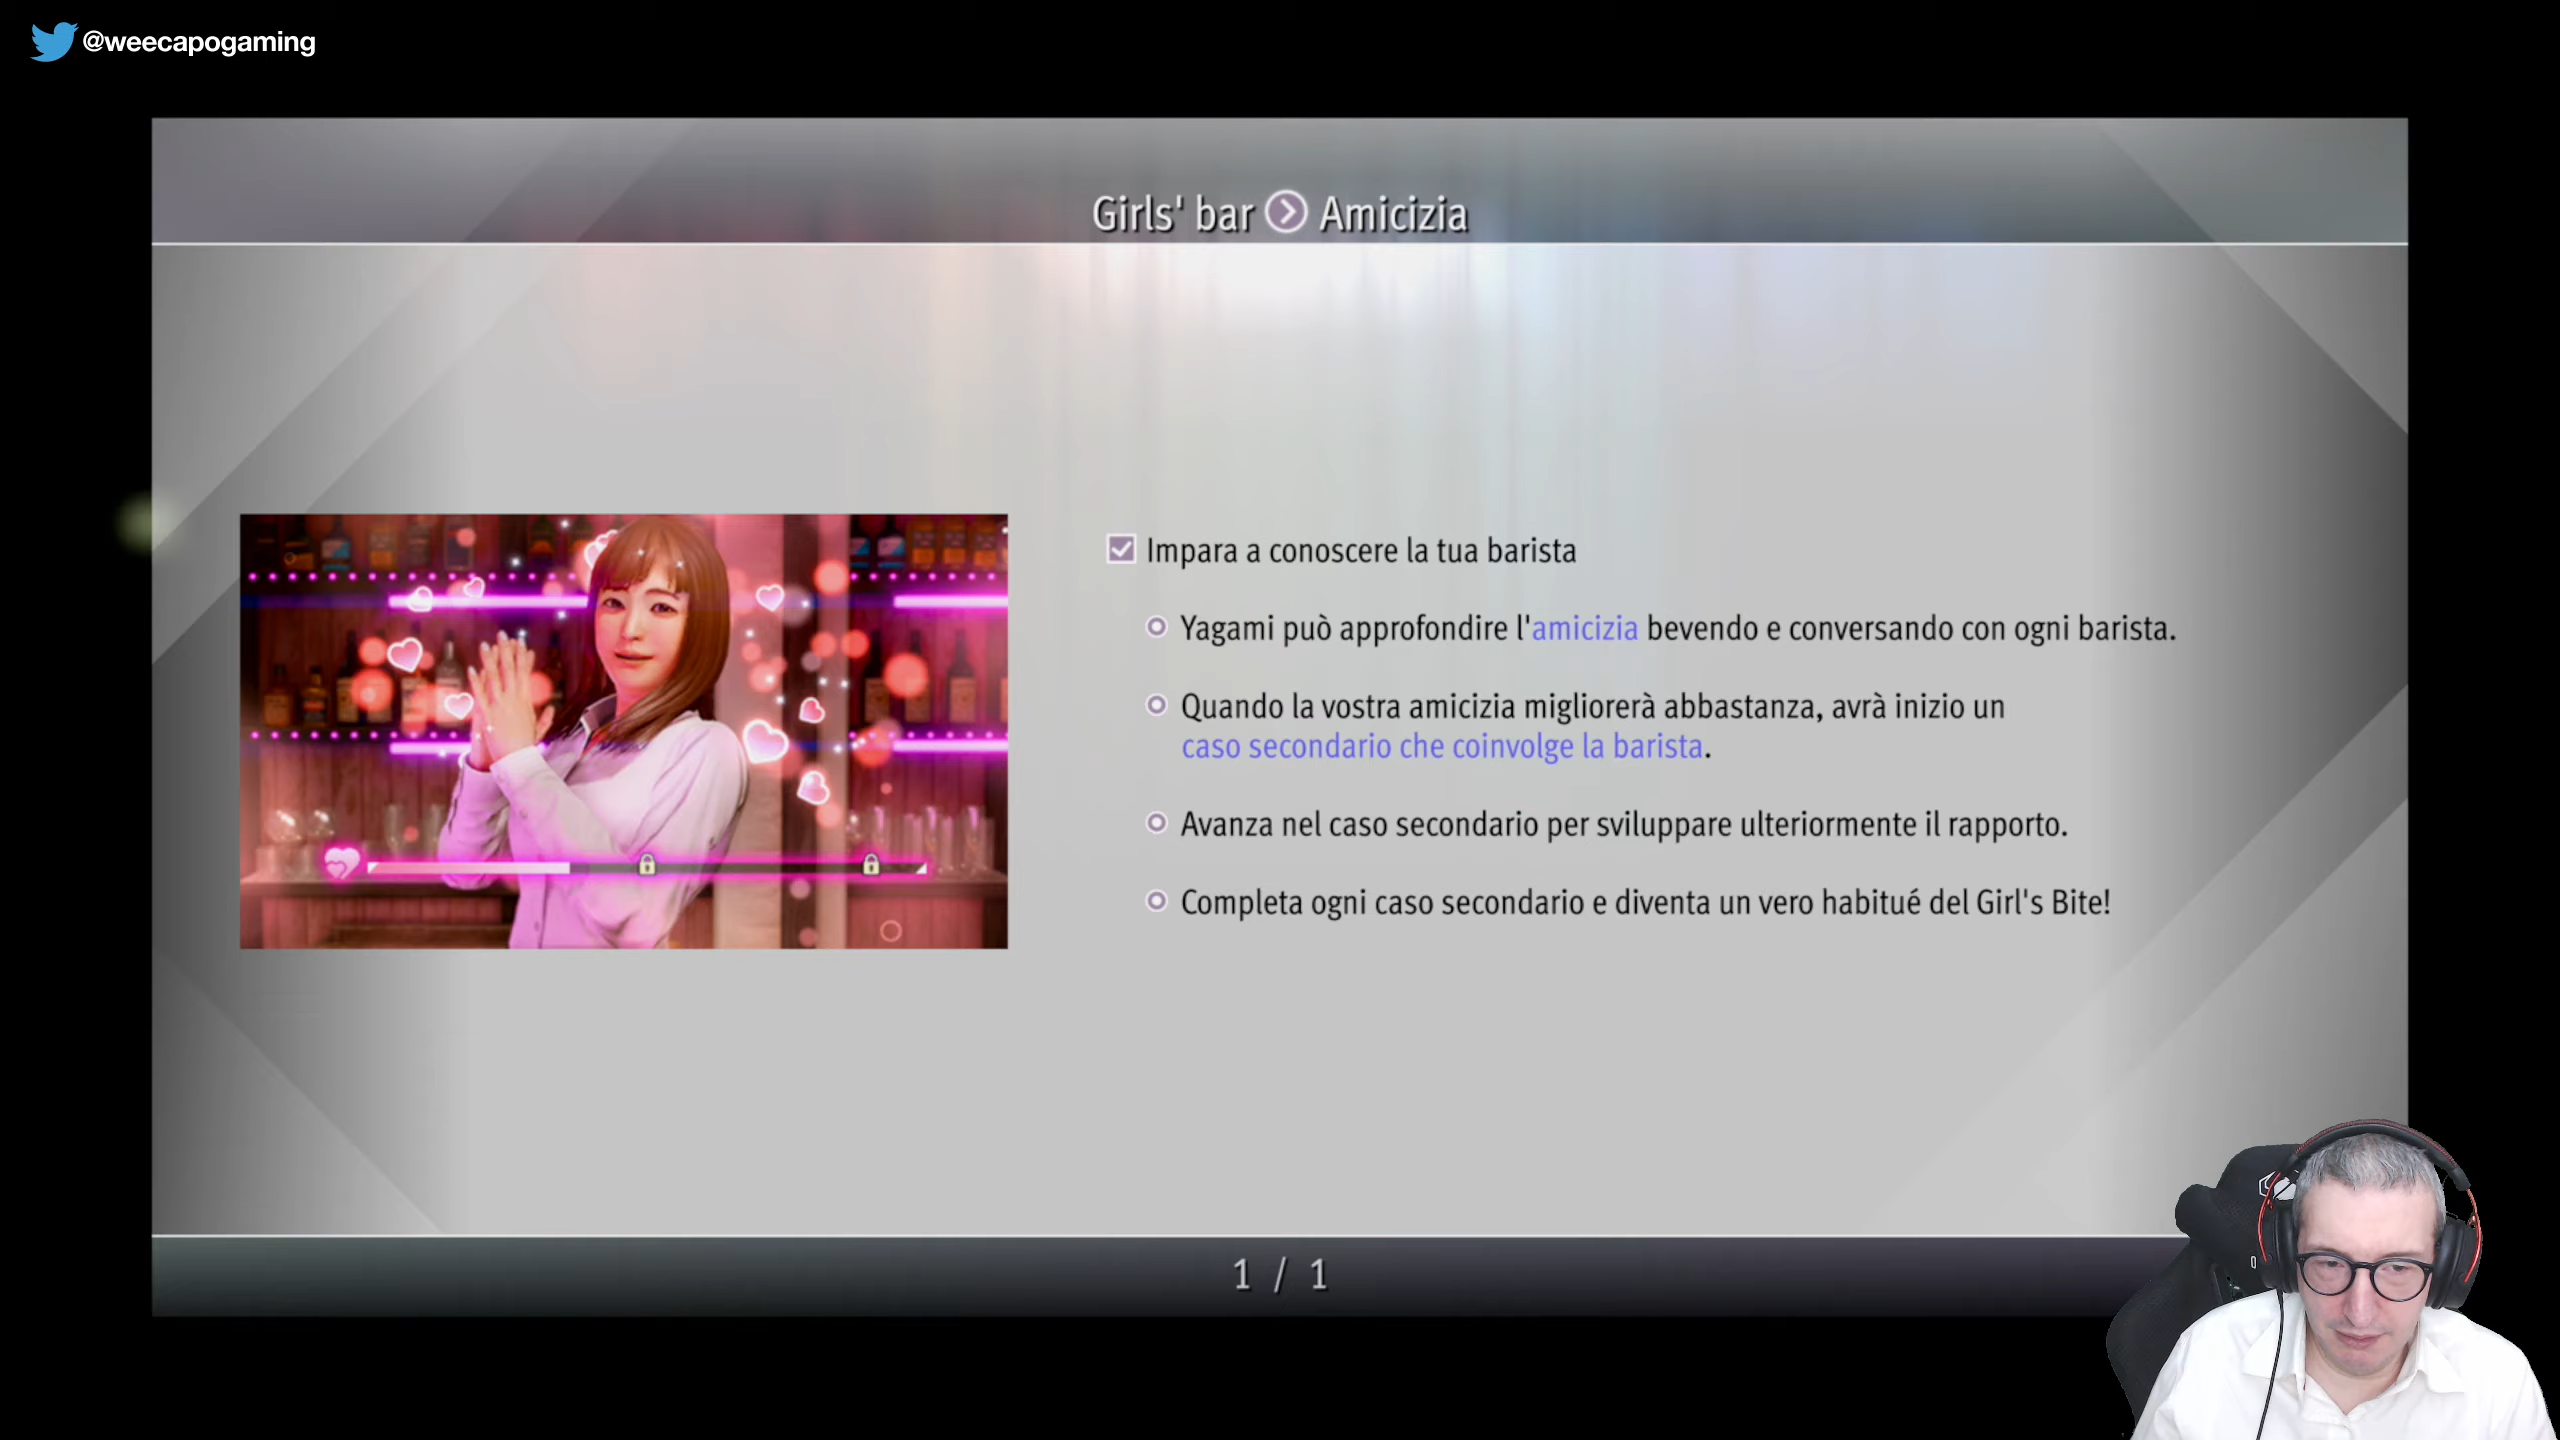 @weecapogaming
Girls' bar Amicizia
Impara a conoscere la tua barista
Yagami può approfondire l'amicizia bevendo e conversando con ogni barista.
Quando la vostra amicizia migliorerà abbastanza, avrà inizio un
caso secondario che coinvolge la barista.
Avanza nel caso secondario per sviluppare ulteriormente il rapporto.
Completa ogni caso secondario e diventa un vero habitué del Girl's Bite!
1 / 1